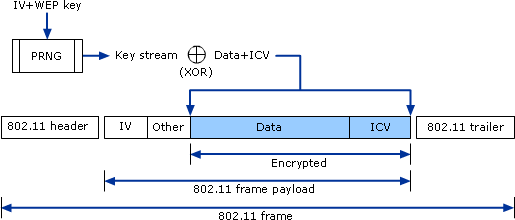 IV+WEP key
PRNG
Key stream
Data+ICV
(XOR)
802.11 header
IV
Other
Data
ICV
802.11 trailer
Encrypted
802.11 frame payload
802.11 frame